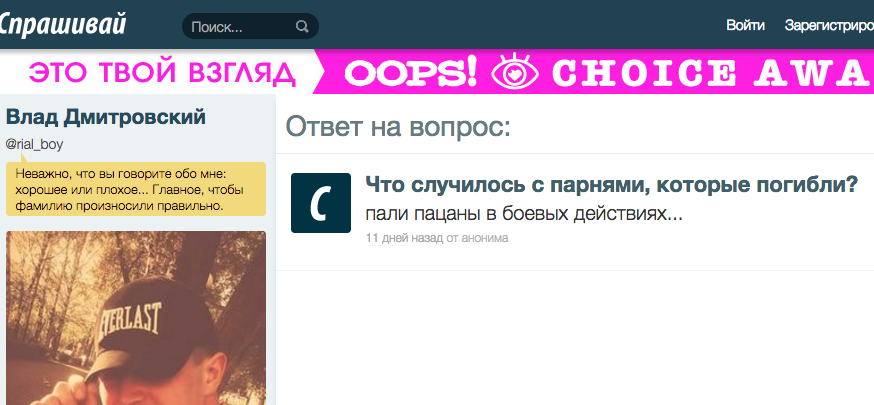 Спрашивай
Поиск...
Войти
ЭТО ТВОЙ ВЗГЛЯД
OOPS! CHOICE
Влад Дмитровский
@rial_boy
Неважно, что вы говорите обо мне:
хорошее или плохое... Главное, чтобы
фамилию произносили правильно.
EVERLAST
Ответ на вопрос:
С
Что случилось с парнями, которые погибли?
пали пацаны в боевых действиях...
11 дней назад от анонима